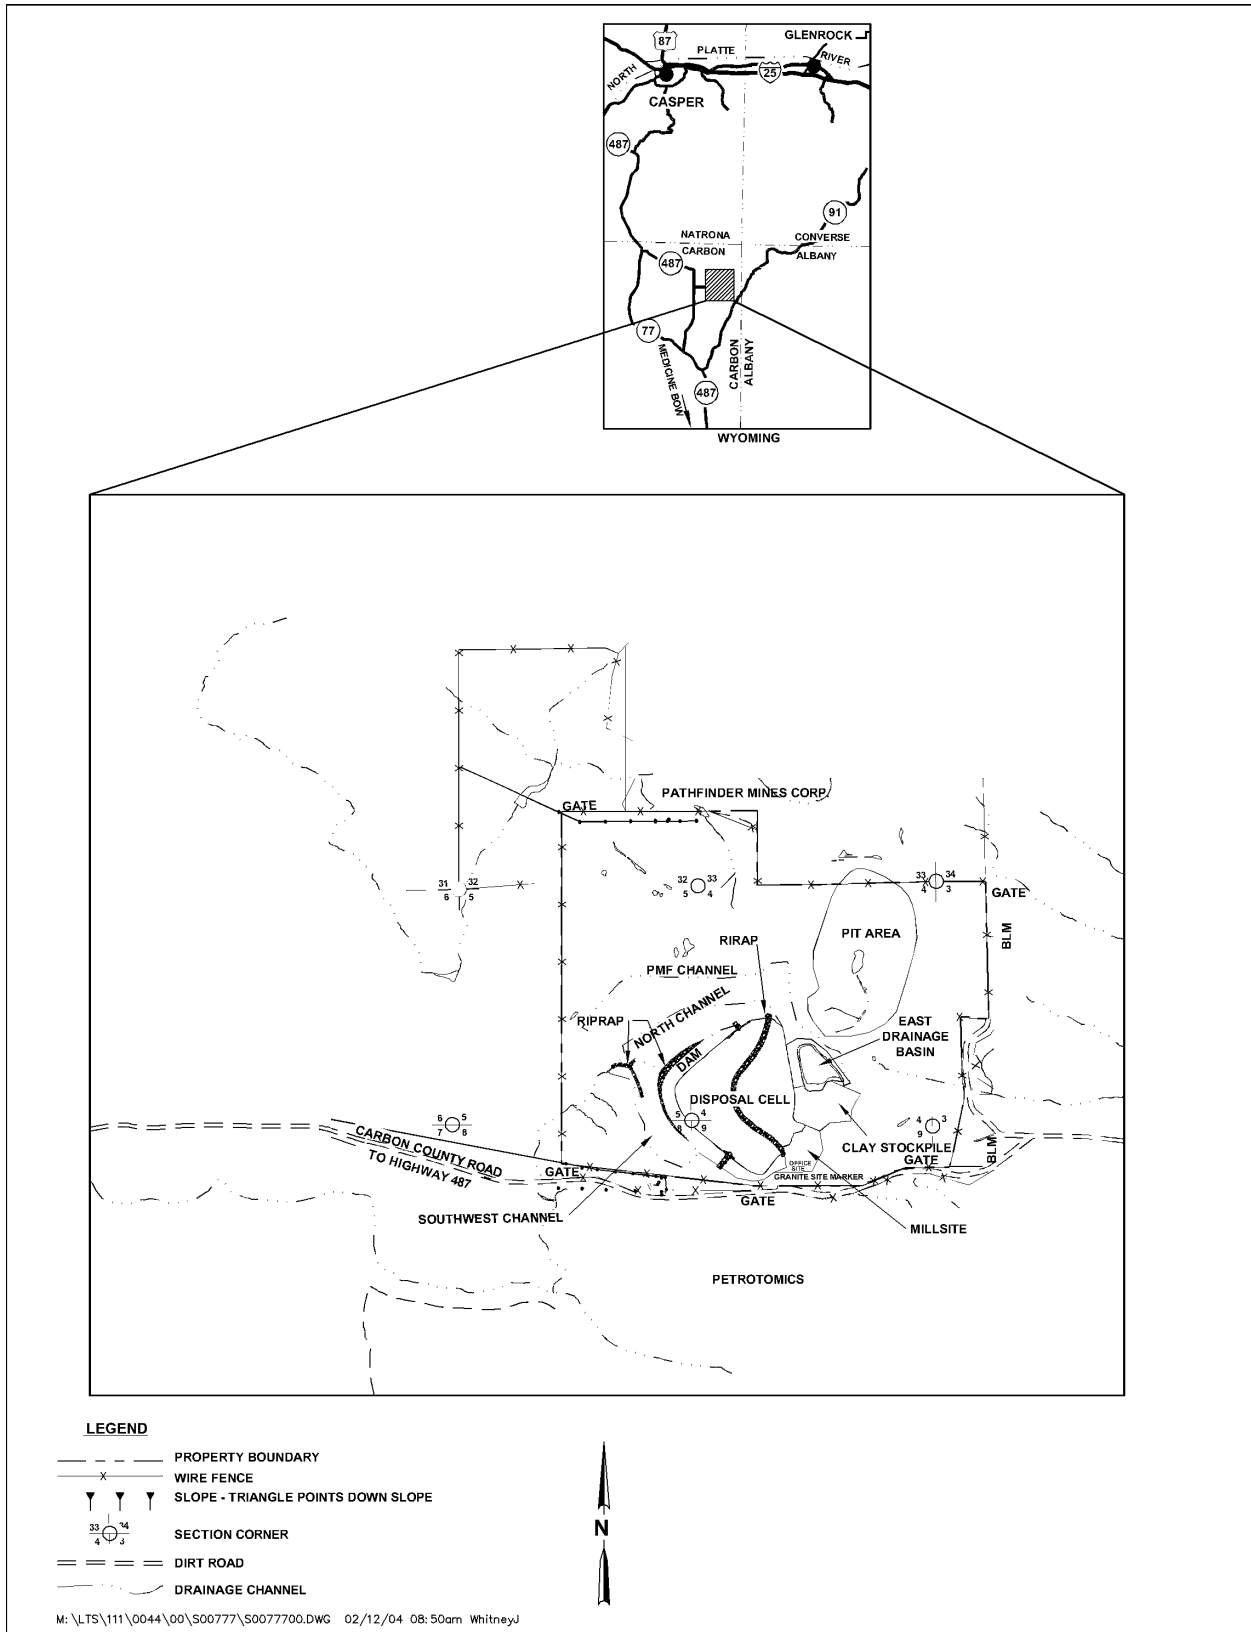 GLENROCK
87
PLATTE
RIVER
NORTH
25
CASPER
487
91
NATRONA
CONVERSE
CARBON
ALBANY
487
77
MEDICINE BOW
CARBON
ALBANY
487
WYOMING
PATHFINDER MINES CORP.
GATE
31 32
6 5
32 33
5 4
33 34
4 3
GATE
PIT AREA
BLM
RIRAP
PMF CHANNEL
NORTH CHANNEL
RIPRAP
EAST
DRAINAGE
BASIN
DAM
DISPOSAL CELL
6 5
7 8
5 4
8 9
4 3
9
CLAY STOCKPILE
GATE
BLM
CARBON COUNTY ROAD
TO HIGHWAY 487
OFFICE
SITE
GATE
GRANITE SITE MARKER
GATE
SOUTHWEST CHANNEL
MILLSITE
PETROTOMICS
LEGEND
PROPERTY BOUNDARY
X
WIRE FENCE
SLOPE - TRIANGLE POINTS DOWN SLOPE
33 34
4 3
SECTION CORNER
DIRT ROAD
DRAINAGE CHANNEL
N
M:\LTS\111\0044\00\S00777\S0077700.DWG 02/12/04 08:50am WhitneyJ